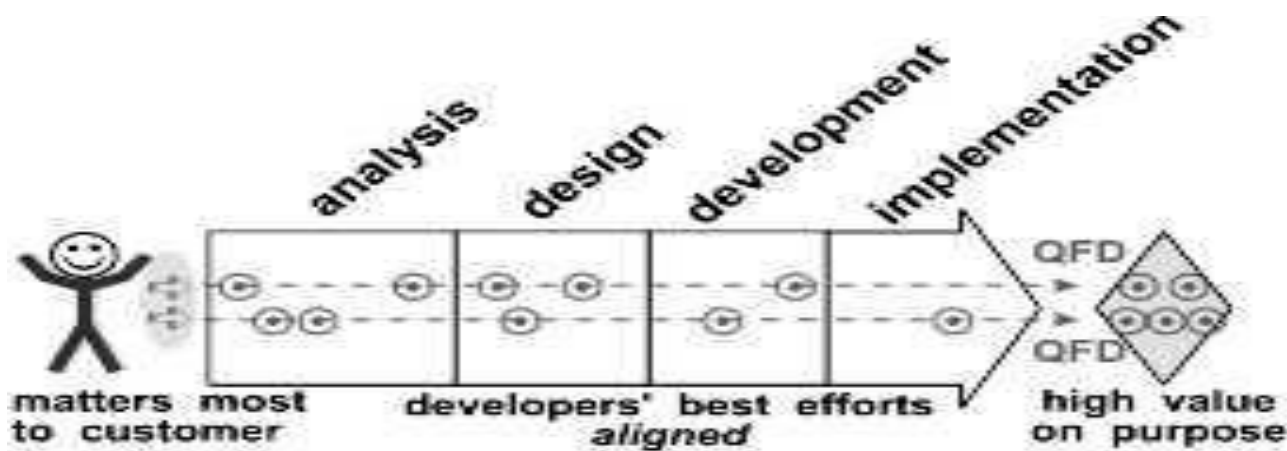 analysis
design
development
implementation
QFD
QFD
matters most
to customer
developers' best efforts
aligned
high value
on purpose